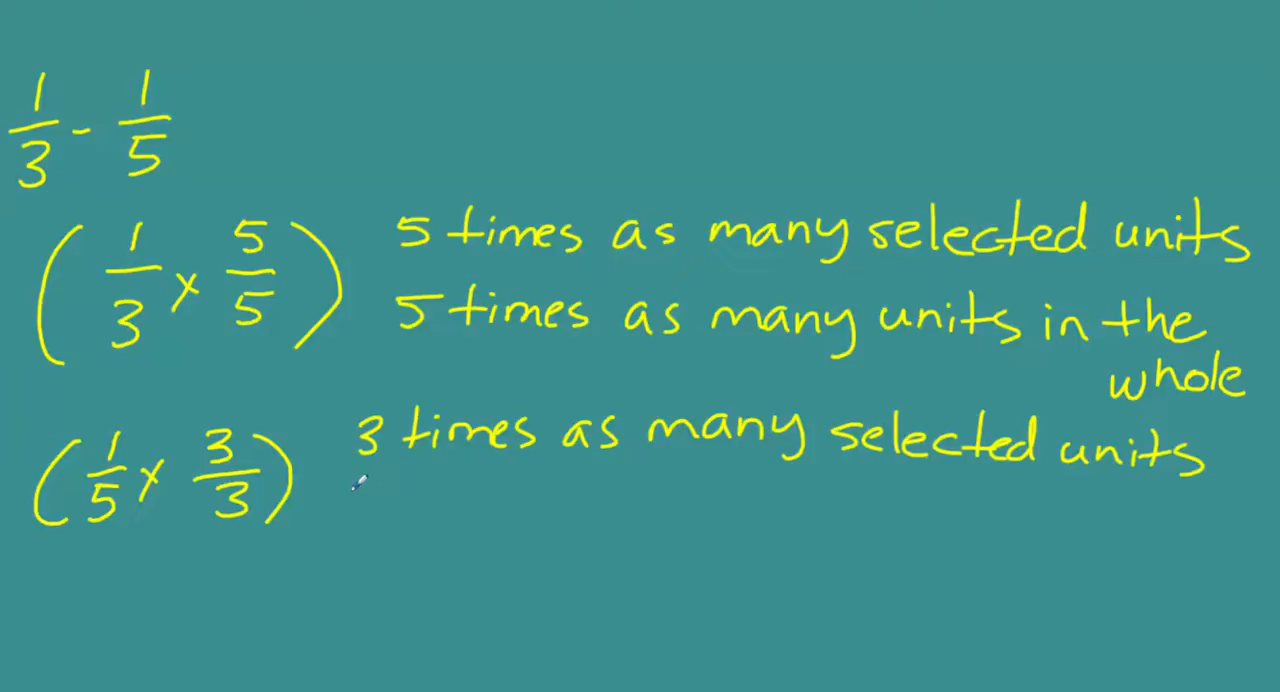 1/3 - 1/5
(1/3 × 5/5) 5 times as many selected units
5 times as many units in the
whole
(1/5 × 3/3) 3 times as many selected units